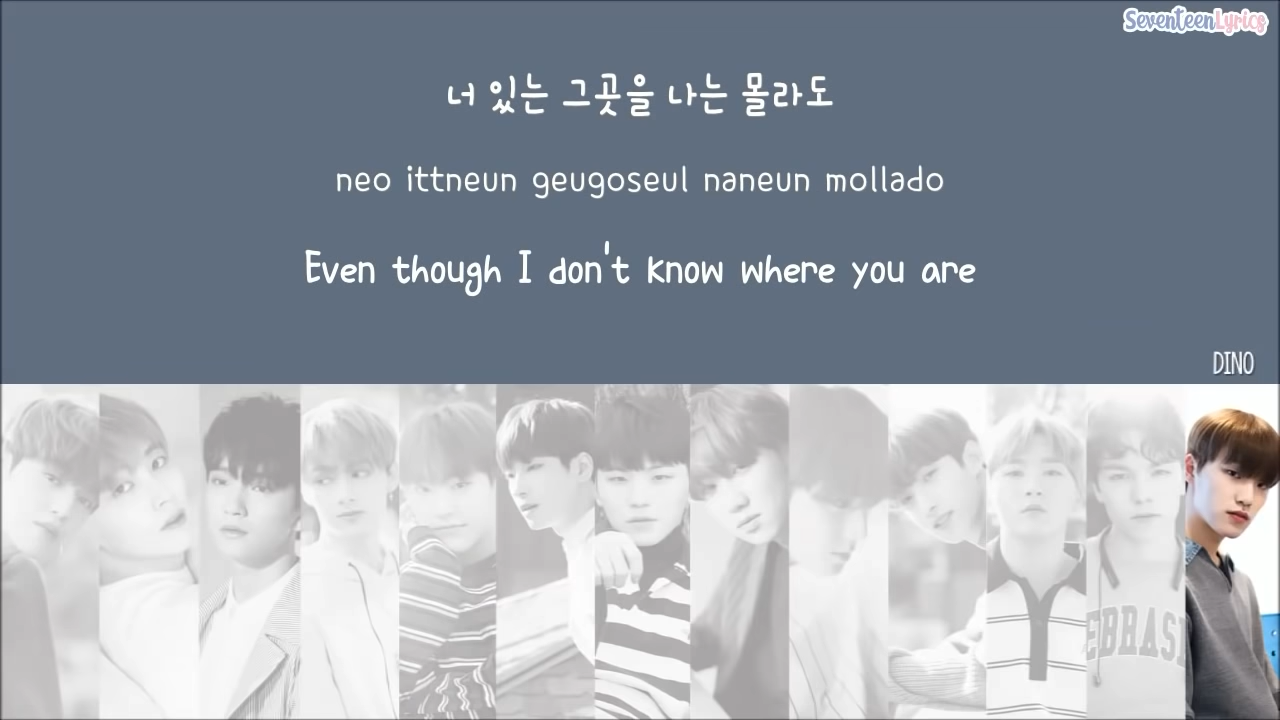 SeventeenLyrics
너 있는 그곳을 나는 몰라도
neo ittneun geugoseul naneun mollado
Even though I don't know where you are
DINO
EBRAS